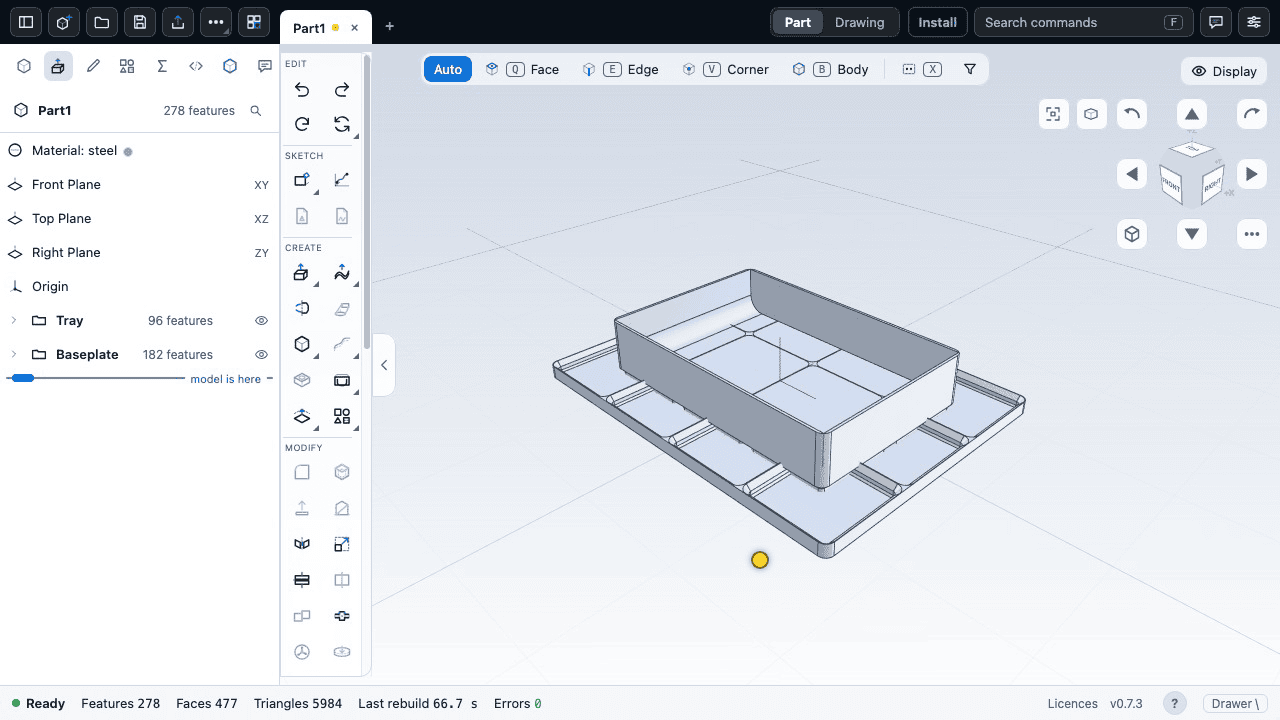 Part1
×
+
Part
Drawing
Install
Search commands
F
Auto
Q Face
E Edge
V Corner
B Body
X
Display
Part1
278 features
Material: steel
Front Plane XY
Top Plane XZ
Right Plane ZY
Origin
Tray 96 features
Baseplate 182 features
model is here
EDIT
SKETCH
CREATE
MODIFY
FRONT
RIGHT
+X
Ready
Features 278
Faces 477
Triangles 5984
Last rebuild 66.7 s
Errors 0
Licences
v0.7.3
?
Drawer \